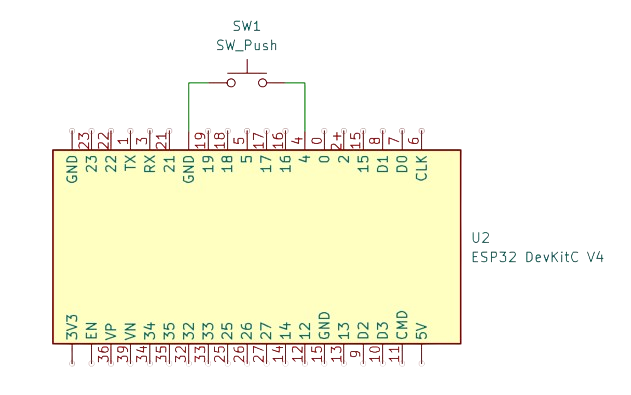 SW1
SW_Push
23 22 1 3 21 19 18 5 17 16 4 0 2+ 15 8 7 6
GND 23 22 TX RX 21 GND 19 18 5 17 16 4 0 2 15 D1 D0 CLK
U2
ESP32 DevKitC V4
3V3 EN VP VN 34 35 32 33 25 26 27 14 12 GND 13 D2 D3 CMD 5V
36 39 34 35 32 33 25 26 27 14 12 15 13 9 10 11